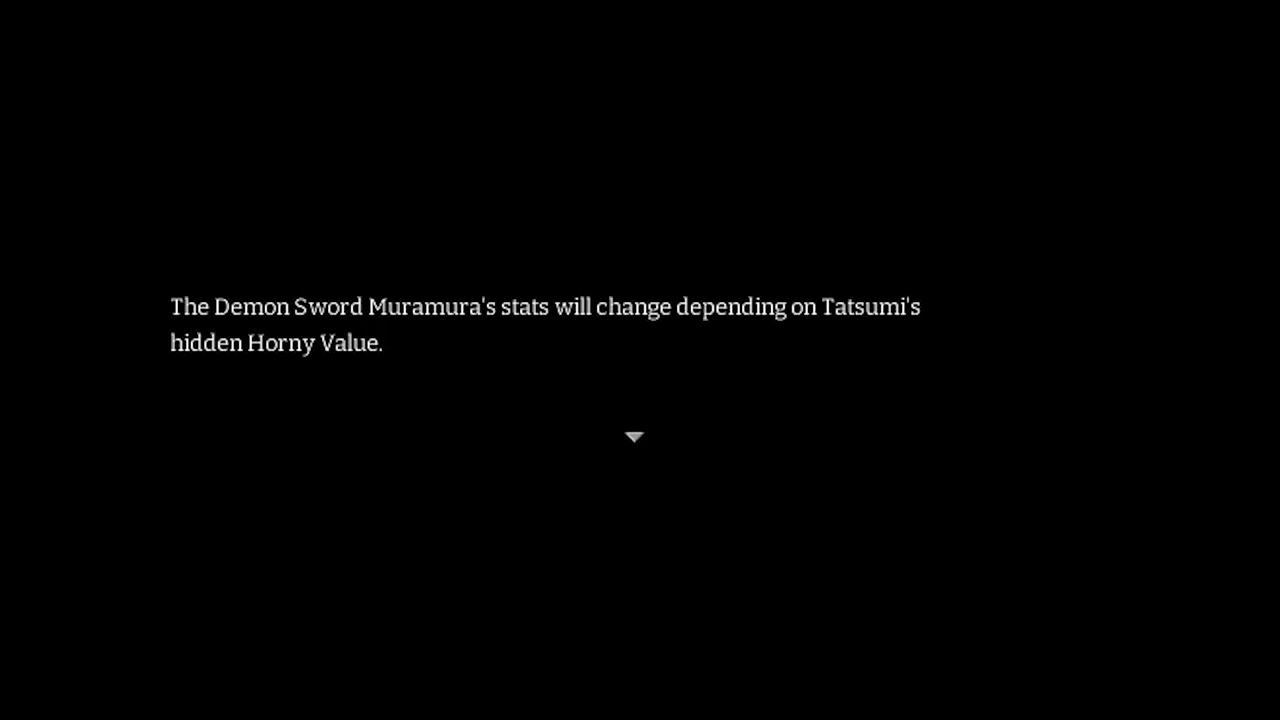 The Demon Sword Muramura's stats will change depending on Tatsumi's
hidden Horny Value.